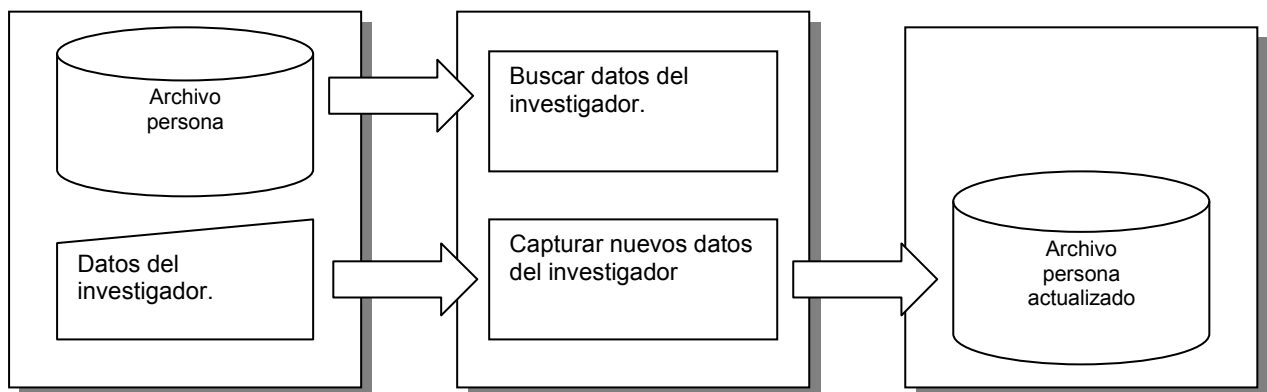 Archivo
persona
Datos del
investigador.
Buscar datos del
investigador.
Capturar nuevos datos
del investigador
Archivo
persona
actualizado